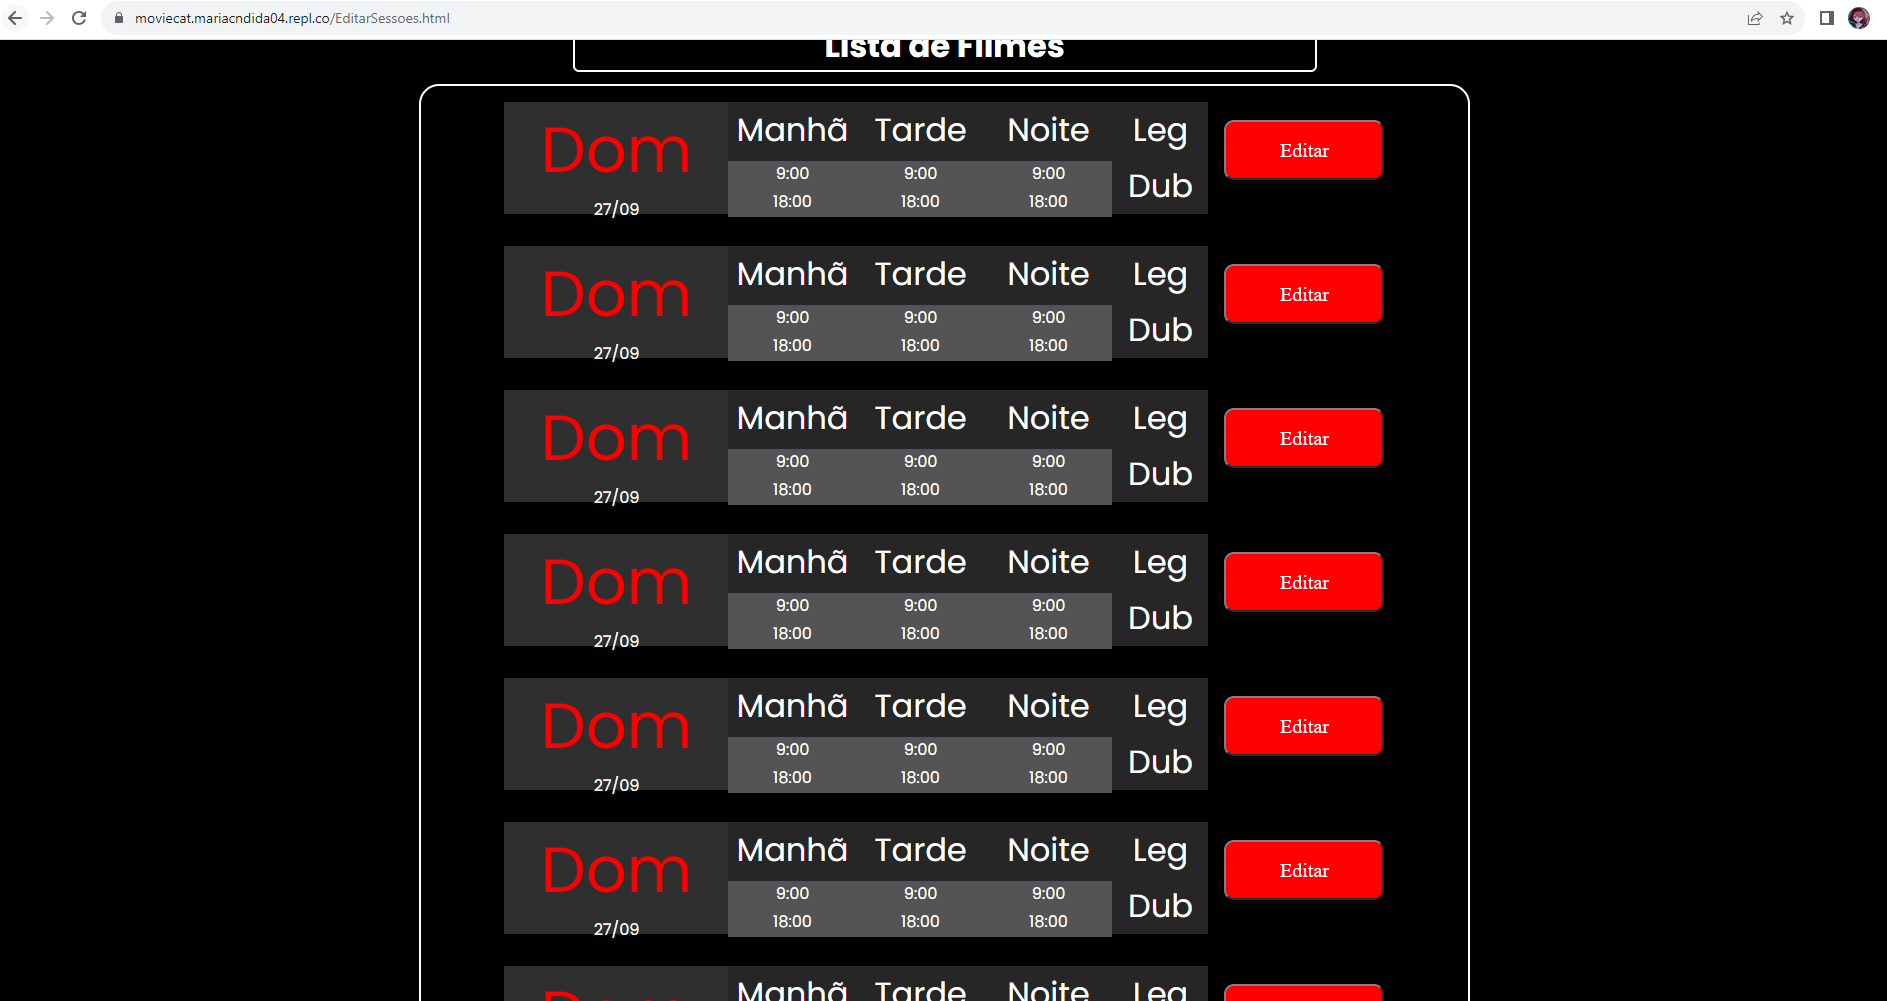 moviecat.mariacndida04.repl.co/EditarSessoes.html
Lista de Filmes
Dom Manhã Tarde Noite Leg Editar
9:00 9:00 9:00
18:00 18:00 18:00 Dub
27/09
Dom Manhã Tarde Noite Leg Editar
9:00 9:00 9:00
18:00 18:00 18:00 Dub
27/09
Dom Manhã Tarde Noite Leg Editar
9:00 9:00 9:00
18:00 18:00 18:00 Dub
27/09
Dom Manhã Tarde Noite Leg Editar
9:00 9:00 9:00
18:00 18:00 18:00 Dub
27/09
Dom Manhã Tarde Noite Leg Editar
9:00 9:00 9:00
18:00 18:00 18:00 Dub
27/09
Dom Manhã Tarde Noite Leg Editar
9:00 9:00 9:00
18:00 18:00 18:00 Dub
27/09
Dom Manhã Tarde Noite Leg